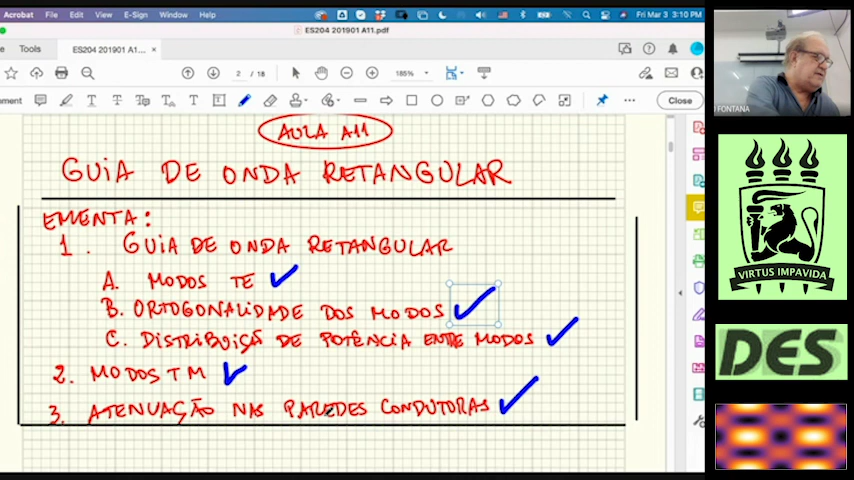 Acrobat File Edit View E-Sign Window Help
Fri Mar 3 3:10 PM
ES204 201901 A11.pdf
Tools ES204 201901 A1... ×
2 / 18 185%
Close
AULA A11
GUIA DE ONDA RETANGULAR
EMENTA:
1. GUIA DE ONDA RETANGULAR
A. MODOS TE
B. ORTOGONALIDADE DOS MODOS
C. DISTRIBUIÇÃO DE POTÊNCIA ENTRE MODOS
2. MODOS TM
3. ATENUAÇÃO NAS PAREDES CONDUTORAS
FONTANA
VIRTUS IMPAVIDA
DES